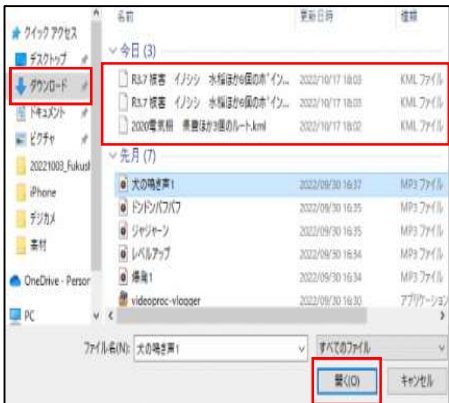 名前 更新日時 種類
クイック アクセス
デスクトップ
ダウンロード
ドキュメント
ピクチャ
20221003_Fukusl
iPhone
デジカメ
素材
OneDrive - Persor
PC
今日 (3)
R3.7 被害 イノシシ 水稲ほか6個のポイン... 2022/10/17 18:03 KML ファイル
R3.7 被害 イノシシ 水稲ほか6個のポイン... 2022/10/17 18:03 KML ファイル
2020電気柵 県農ほか3個のルート.kml 2022/10/17 18:02 KML ファイル
先月 (7)
犬の鳴き声1 2022/09/30 16:37 MP3 ファイル
ドンドンパフパフ 2022/09/30 16:35 MP3 ファイル
ジャジャーン 2022/09/30 16:35 MP3 ファイル
レベルアップ 2022/09/30 16:34 MP3 ファイル
爆発1 2022/09/30 16:34 MP3 ファイル
videoproc-vlogger 2022/09/30 16:30 アプリケーション
ファイル名(N): 犬の鳴き声1 すべてのファイル
開く(O) キャンセル